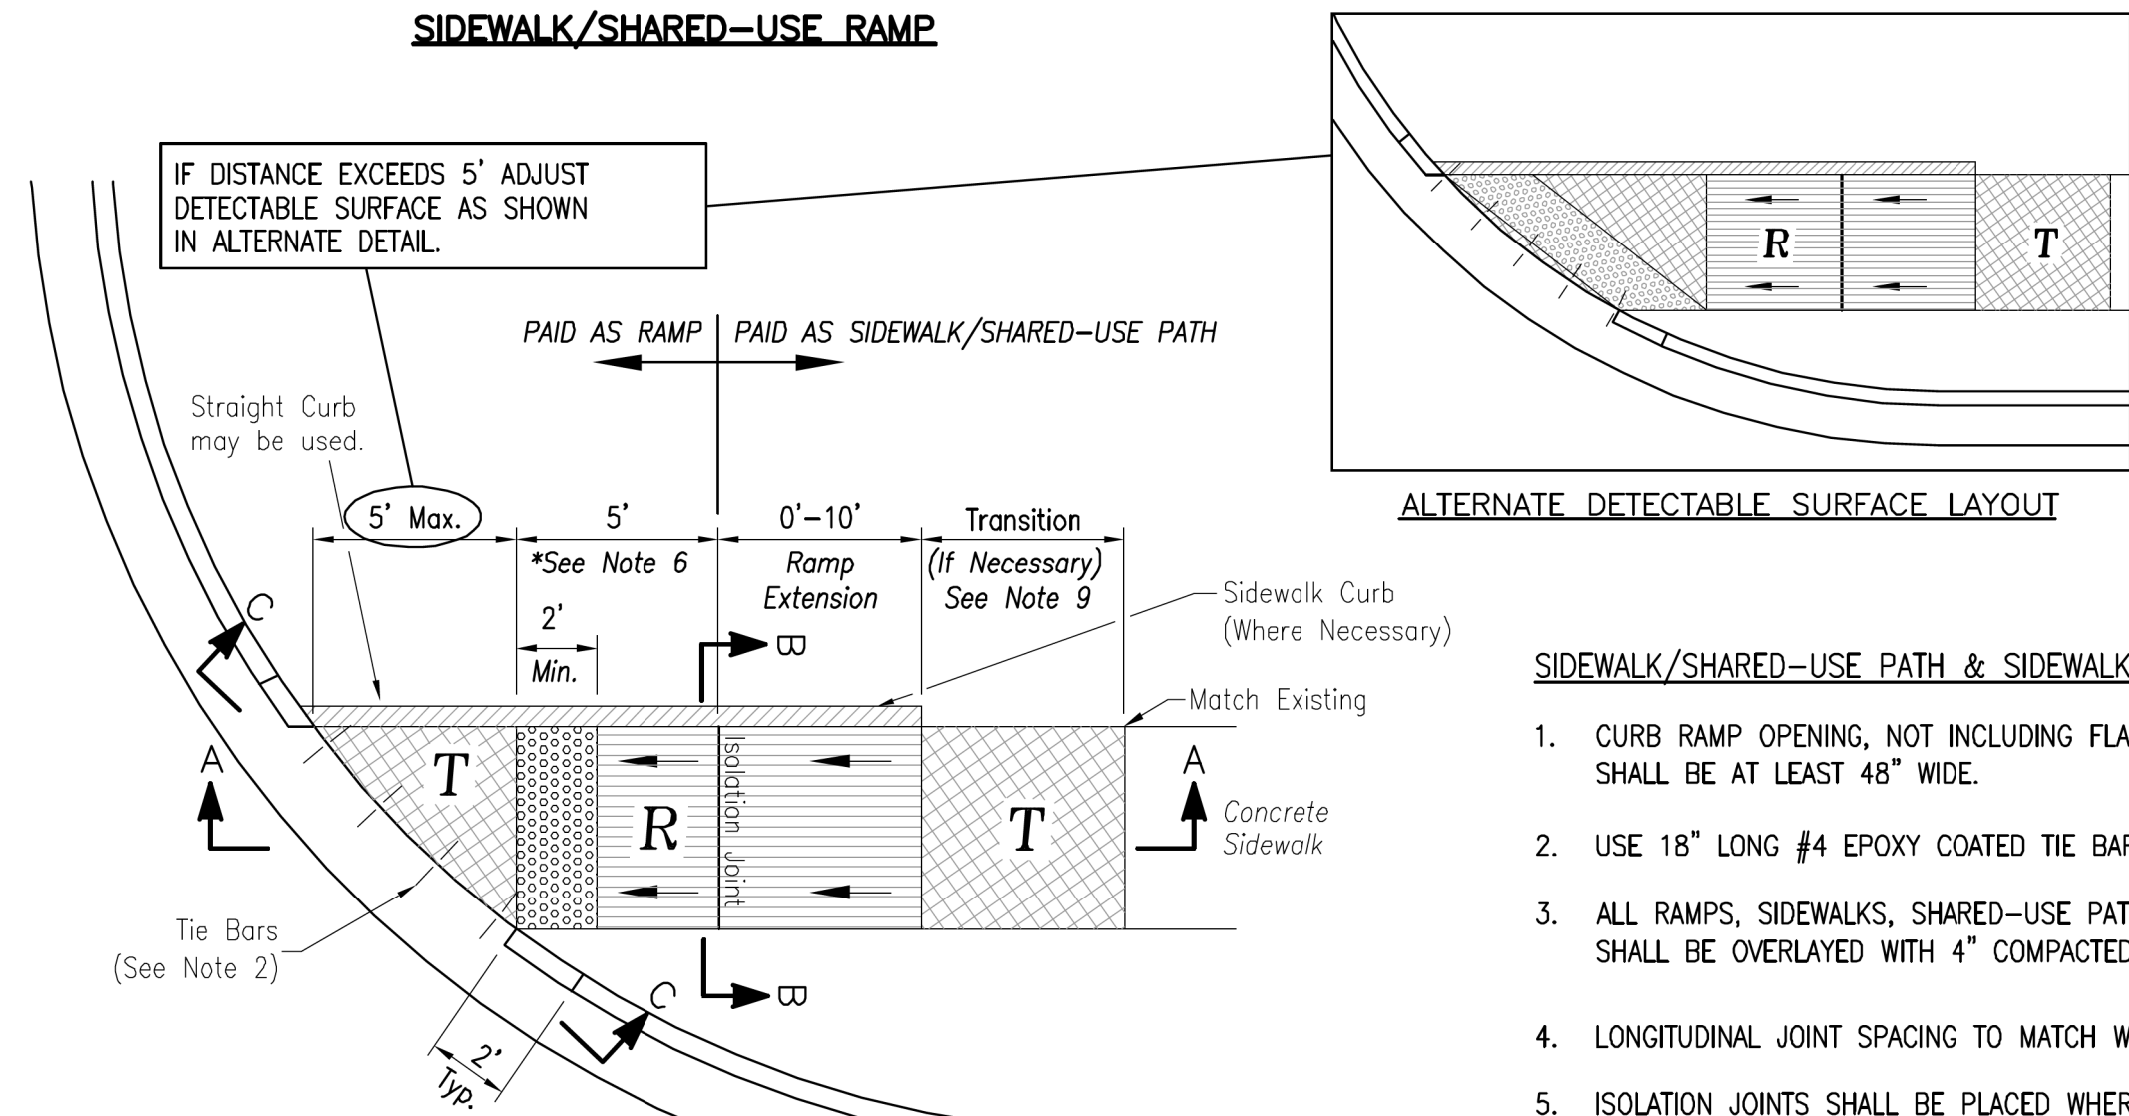 SIDEWALK/SHARED-USE RAMP
IF DISTANCE EXCEEDS 5' ADJUST
DETECTABLE SURFACE AS SHOWN
IN ALTERNATE DETAIL.
PAID AS RAMP
PAID AS SIDEWALK/SHARED-USE PATH
Straight Curb
may be used.
5' Max.
5'
*See Note 6
2'
Min.
0'-10'
Ramp
Extension
Transition
(If Necessary)
See Note 9
Sidewalk Curb
(Where Necessary)
Match Existing
C
B
A
T
R
Isolation Joint
T
A
Concrete
Sidewalk
Tie Bars
(See Note 2)
C
B
2'
Typ.
R
T
ALTERNATE DETECTABLE SURFACE LAYOUT
SIDEWALK/SHARED-USE PATH & SIDEWALK
1. CURB RAMP OPENING, NOT INCLUDING FLA
SHALL BE AT LEAST 48" WIDE.
2. USE 18" LONG #4 EPOXY COATED TIE BAR
3. ALL RAMPS, SIDEWALKS, SHARED-USE PAT
SHALL BE OVERLAYED WITH 4" COMPACTED
4. LONGITUDINAL JOINT SPACING TO MATCH W
5. ISOLATION JOINTS SHALL BE PLACED WHER